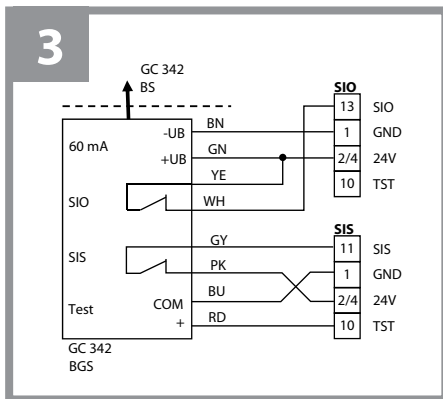 3
GC 342
BS
60 mA
-UB
+UB
SIO
SIS
Test
COM
+
GC 342
BGS
BN
GN
YE
WH
GY
PK
BU
RD
SIO
13 SIO
1 GND
2/4 24V
10 TST
SIS
11 SIS
1 GND
2/4 24V
10 TST